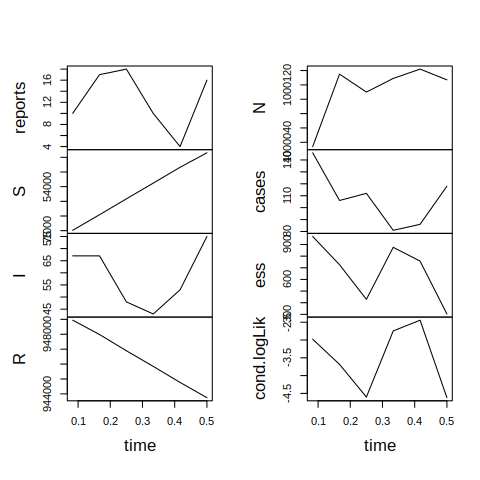 reports
4 8 12 16
S
54000
I
45 55 65
R
944000 948000
0.1 0.2 0.3 0.4 0.5
time
N
1000120
cases
110
ess
600 900
cond.logLik
-4.5 -3.5
0.1 0.2 0.3 0.4 0.5
time